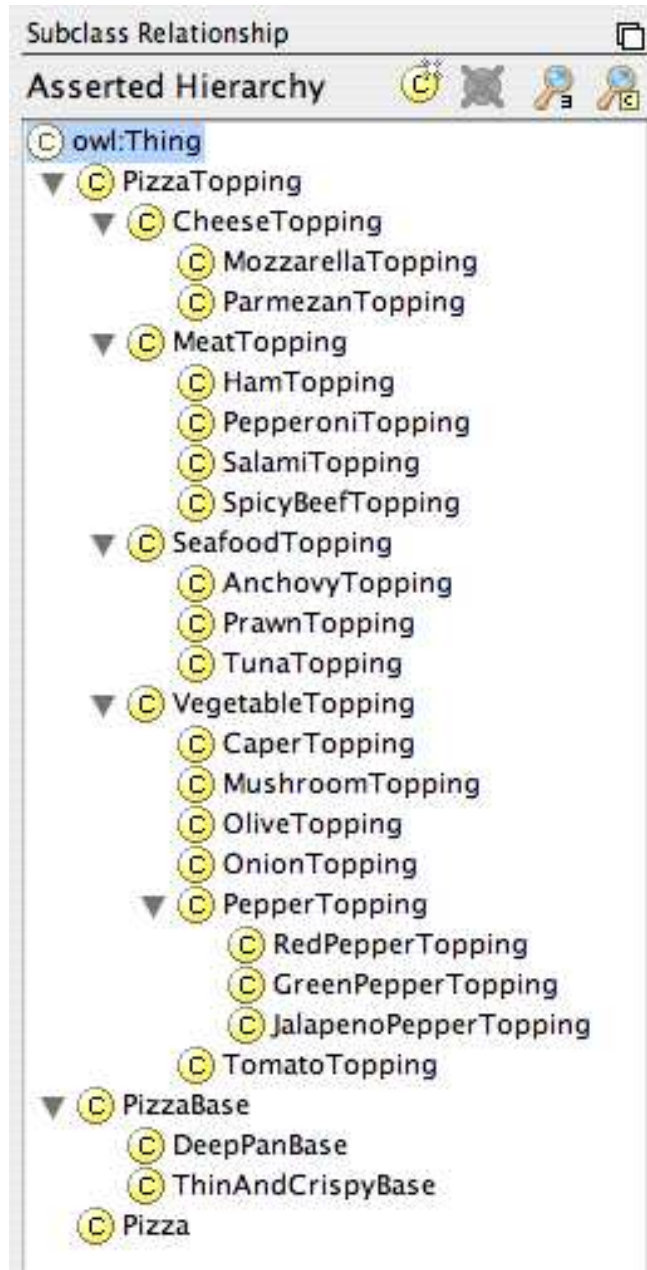 Subclass Relationship
Asserted Hierarchy
owl:Thing
PizzaTopping
CheeseTopping
MozzarellaTopping
ParmezanTopping
MeatTopping
HamTopping
PepperoniTopping
SalamiTopping
SpicyBeefTopping
SeafoodTopping
AnchovyTopping
PrawnTopping
TunaTopping
VegetableTopping
CaperTopping
MushroomTopping
OliveTopping
OnionTopping
PepperTopping
RedPepperTopping
GreenPepperTopping
JalapenoPepperTopping
TomatoTopping
PizzaBase
DeepPanBase
ThinAndCrispyBase
Pizza